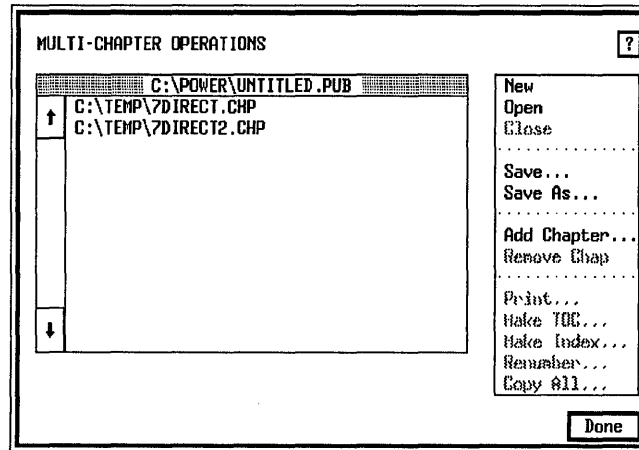 MULTI-CHAPTER OPERATIONS
?
C:\POWER\UNTITLED.PUB
C:\TEMP\7DIRECT.CHP
C:\TEMP\7DIRECT2.CHP
New
Open
Close
Save...
Save As...
Add Chapter...
Remove Chap
Print...
Make TOC...
Make Index...
Renumber...
Copy All...
Done